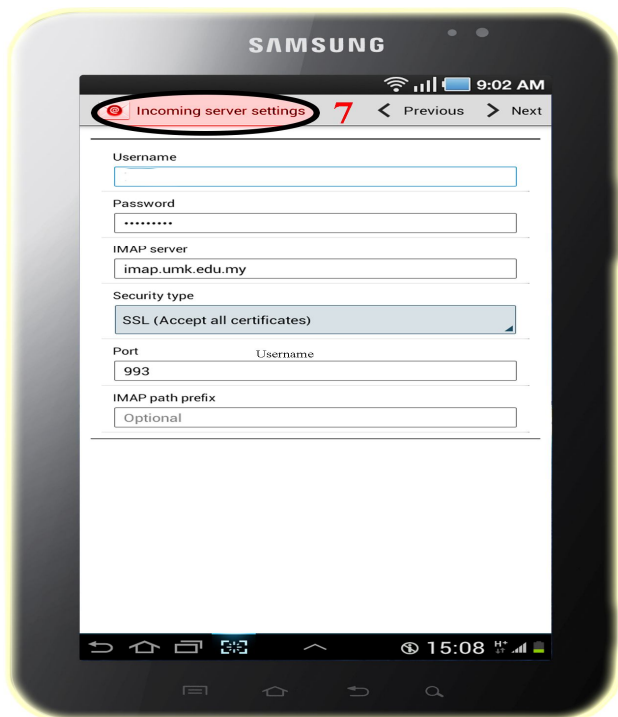 SAMSUNG
9:02 AM
Incoming server settings 7 Previous Next
Username
Password
•••••••••
IMAP server
imap.umk.edu.my
Security type
SSL (Accept all certificates)
Port Username
993
IMAP path prefix
Optional
15:08 H+